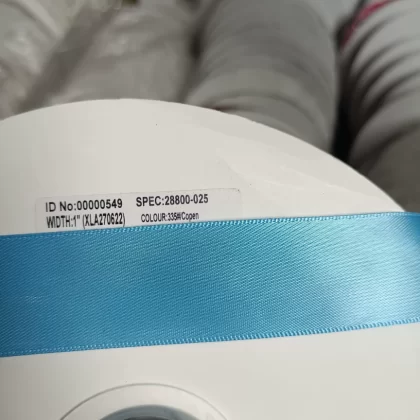 ID No:00000549 SPEC:28800-025
WIDTH:1" (XLA270622) COLOUR:335#/Copen